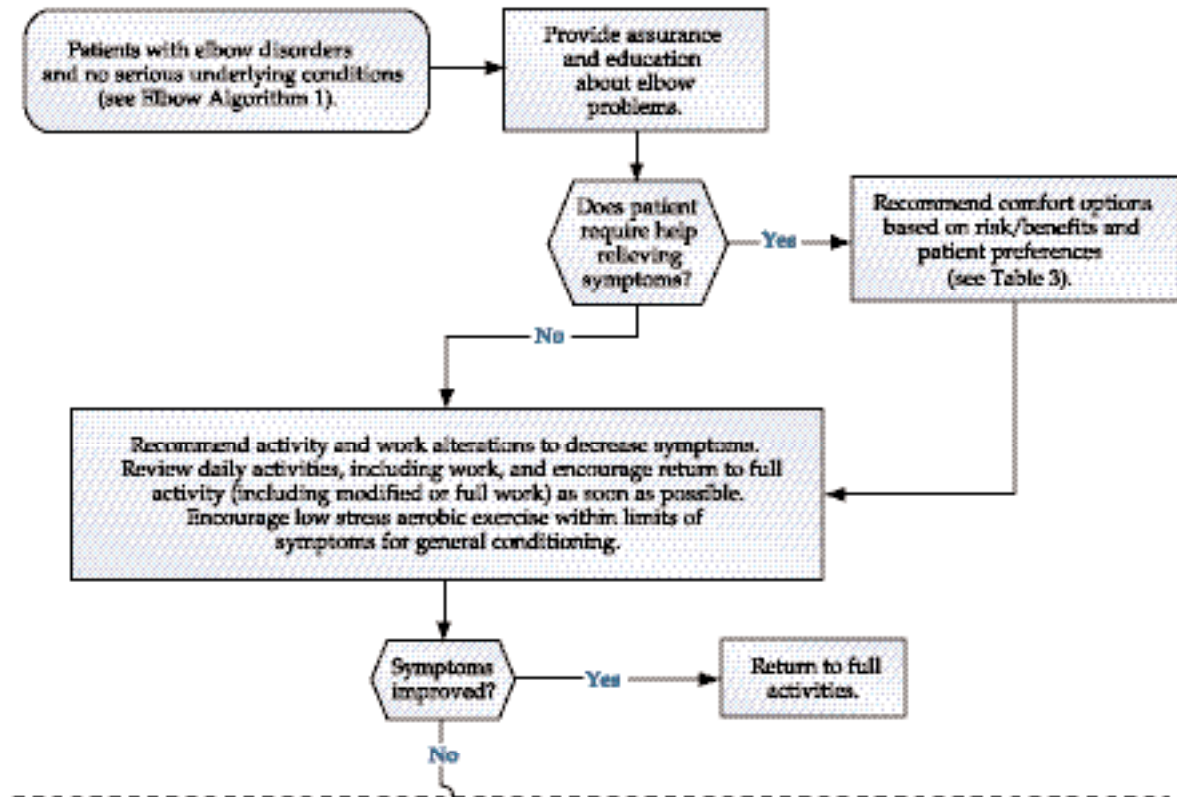 Patients with elbow disorders
and no serious underlying conditions
(see Elbow Algorithm 1).
Provide assurance
and education
about elbow
problems.
Does patient
require help
relieving
symptoms?
Yes
Recommend comfort options
based on risk/benefits and
patient preferences
(see Table 3).
No
Recommend activity and work alterations to decrease symptoms.
Review daily activities, including work, and encourage return to full
activity (including modified or full work) as soon as possible.
Encourage low stress aerobic exercise within limits of
symptoms for general conditioning.
Symptoms
improved?
Yes
Return to full
activities.
No